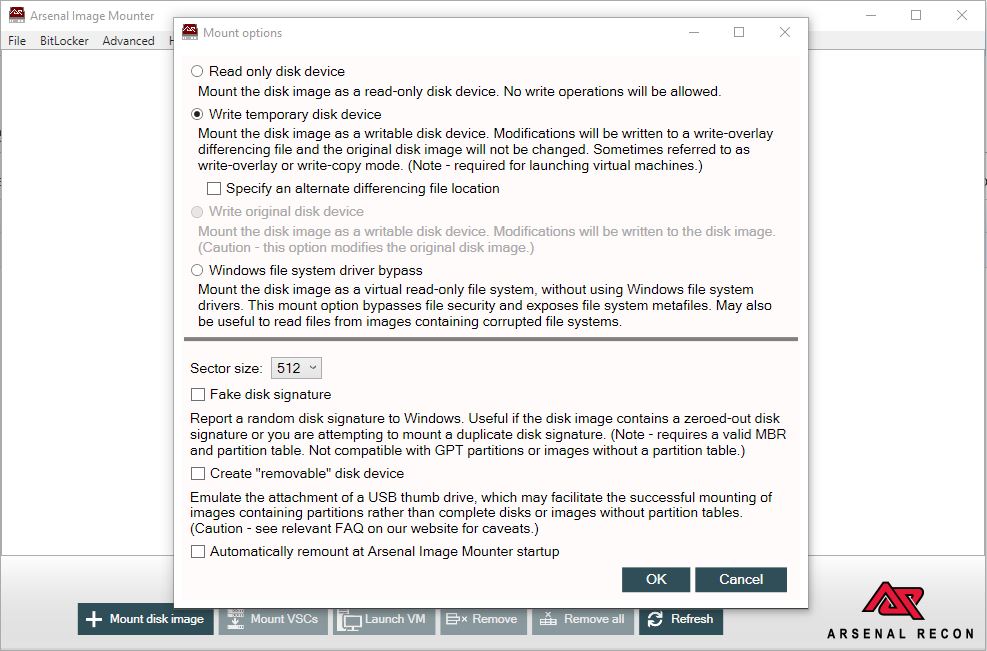 Arsenal Image Mounter
File BitLocker Advanced H
Mount options
Read only disk device
Mount the disk image as a read-only disk device. No write operations will be allowed.
Write temporary disk device
Mount the disk image as a writable disk device. Modifications will be written to a write-overlay
differencing file and the original disk image will not be changed. Sometimes referred to as
write-overlay or write-copy mode. (Note - required for launching virtual machines.)
Specify an alternate differencing file location
Write original disk device
Mount the disk image as a writable disk device. Modifications will be written to the disk image.
(Caution - this option modifies the original disk image.)
Windows file system driver bypass
Mount the disk image as a virtual read-only file system, without using Windows file system
drivers. This mount option bypasses file security and exposes file system metafiles. May also
be useful to read files from images containing corrupted file systems.
Sector size: 512
Fake disk signature
Report a random disk signature to Windows. Useful if the disk image contains a zeroed-out disk
signature or you are attempting to mount a duplicate disk signature. (Note - requires a valid MBR
and partition table. Not compatible with GPT partitions or images without a partition table.)
Create "removable" disk device
Emulate the attachment of a USB thumb drive, which may facilitate the successful mounting of
images containing partitions rather than complete disks or images without partition tables.
(Caution - see relevant FAQ on our website for caveats.)
Automatically remount at Arsenal Image Mounter startup
OK Cancel
Mount disk image Mount VSCs Launch VM Remove Remove all Refresh
ARSENAL RECON